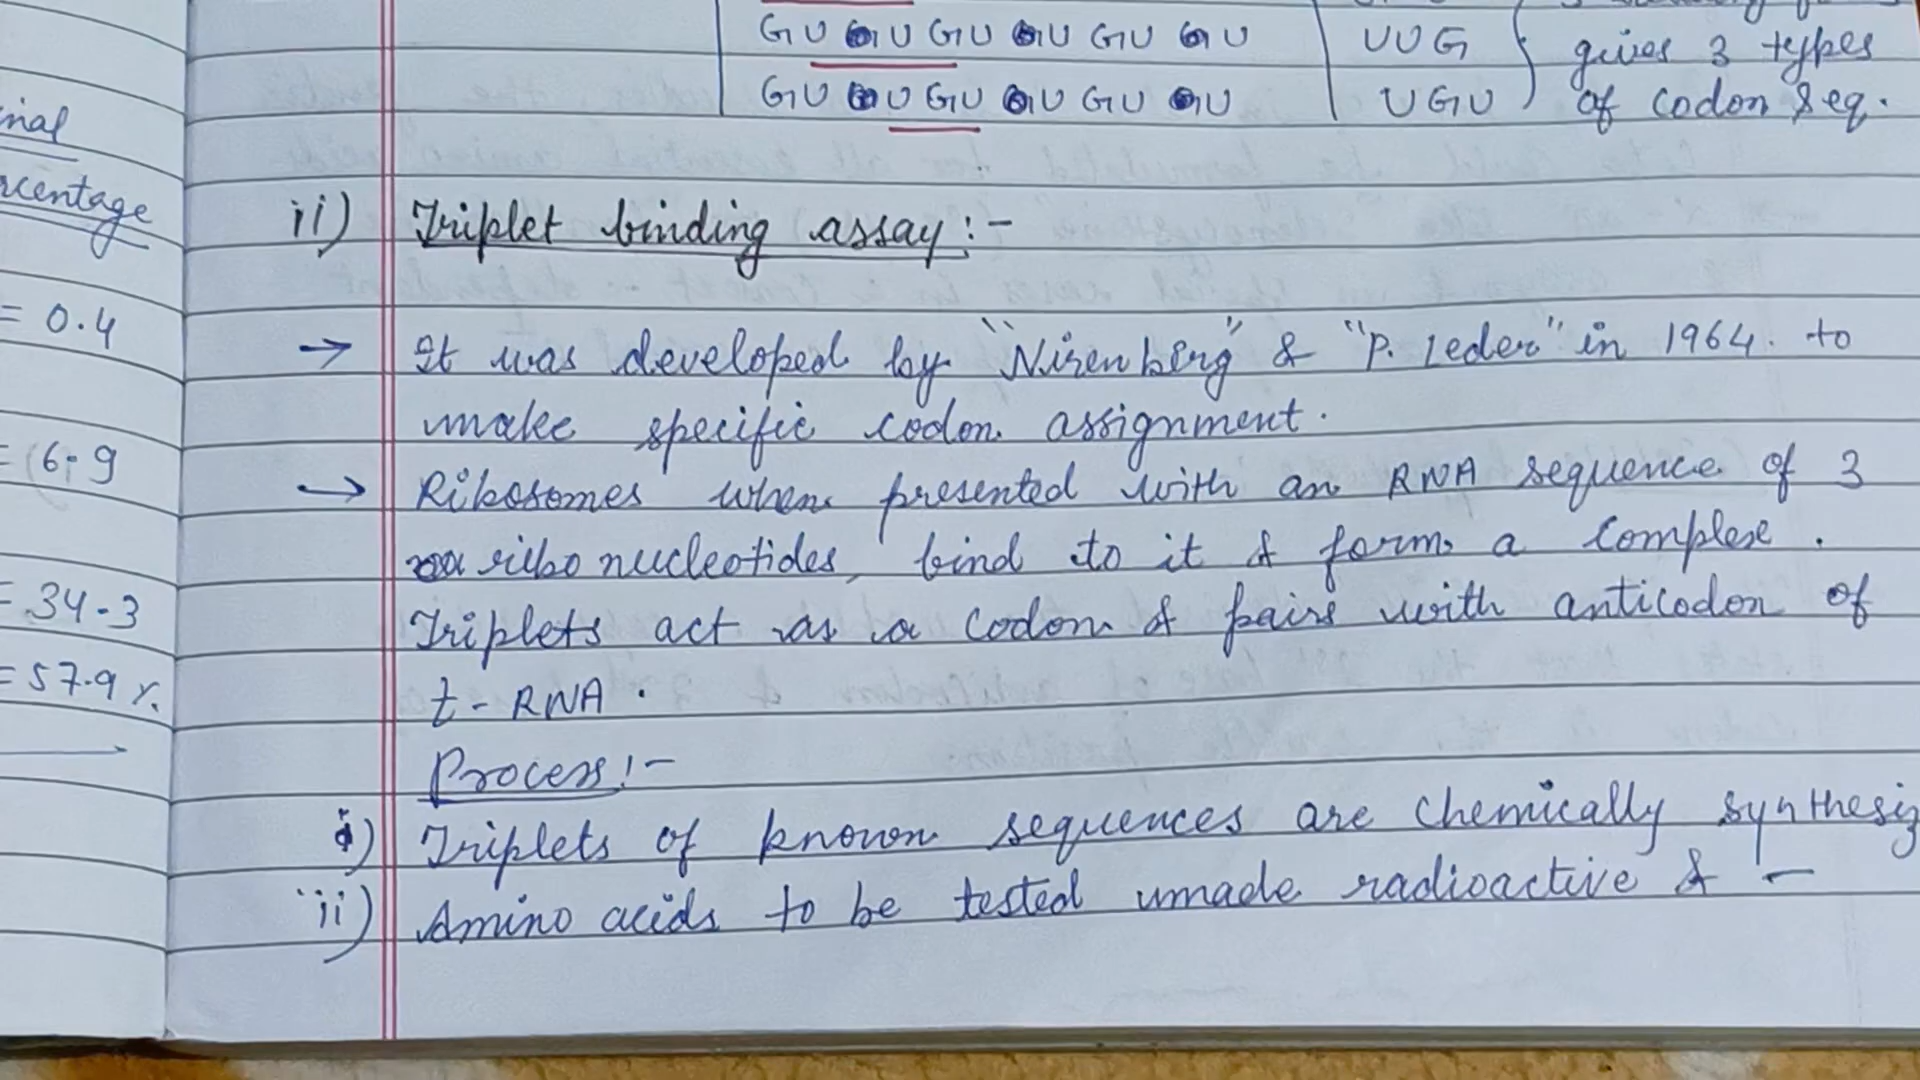 GU GU GU GU GU GU UUG gives 3 types
GU GU GU GU GU GU UGU of codon seq.
= 0.4
= 6.9
= 34.3
= 57.9 %
ii) Triplet binding assay:-
→ It was developed by "Nirenberg" & "P. Leder" in 1964. to
make specific codon assignment.
→ Ribosomes when presented with an RNA sequence of 3
ribonucleotides, bind to it & form a complex.
Triplets act as a codon & pairs with anticodon of
t-RNA.
Process:-
i) Triplets of known sequences are chemically synthesiz
ii) Amino acids to be tested made radioactive & -